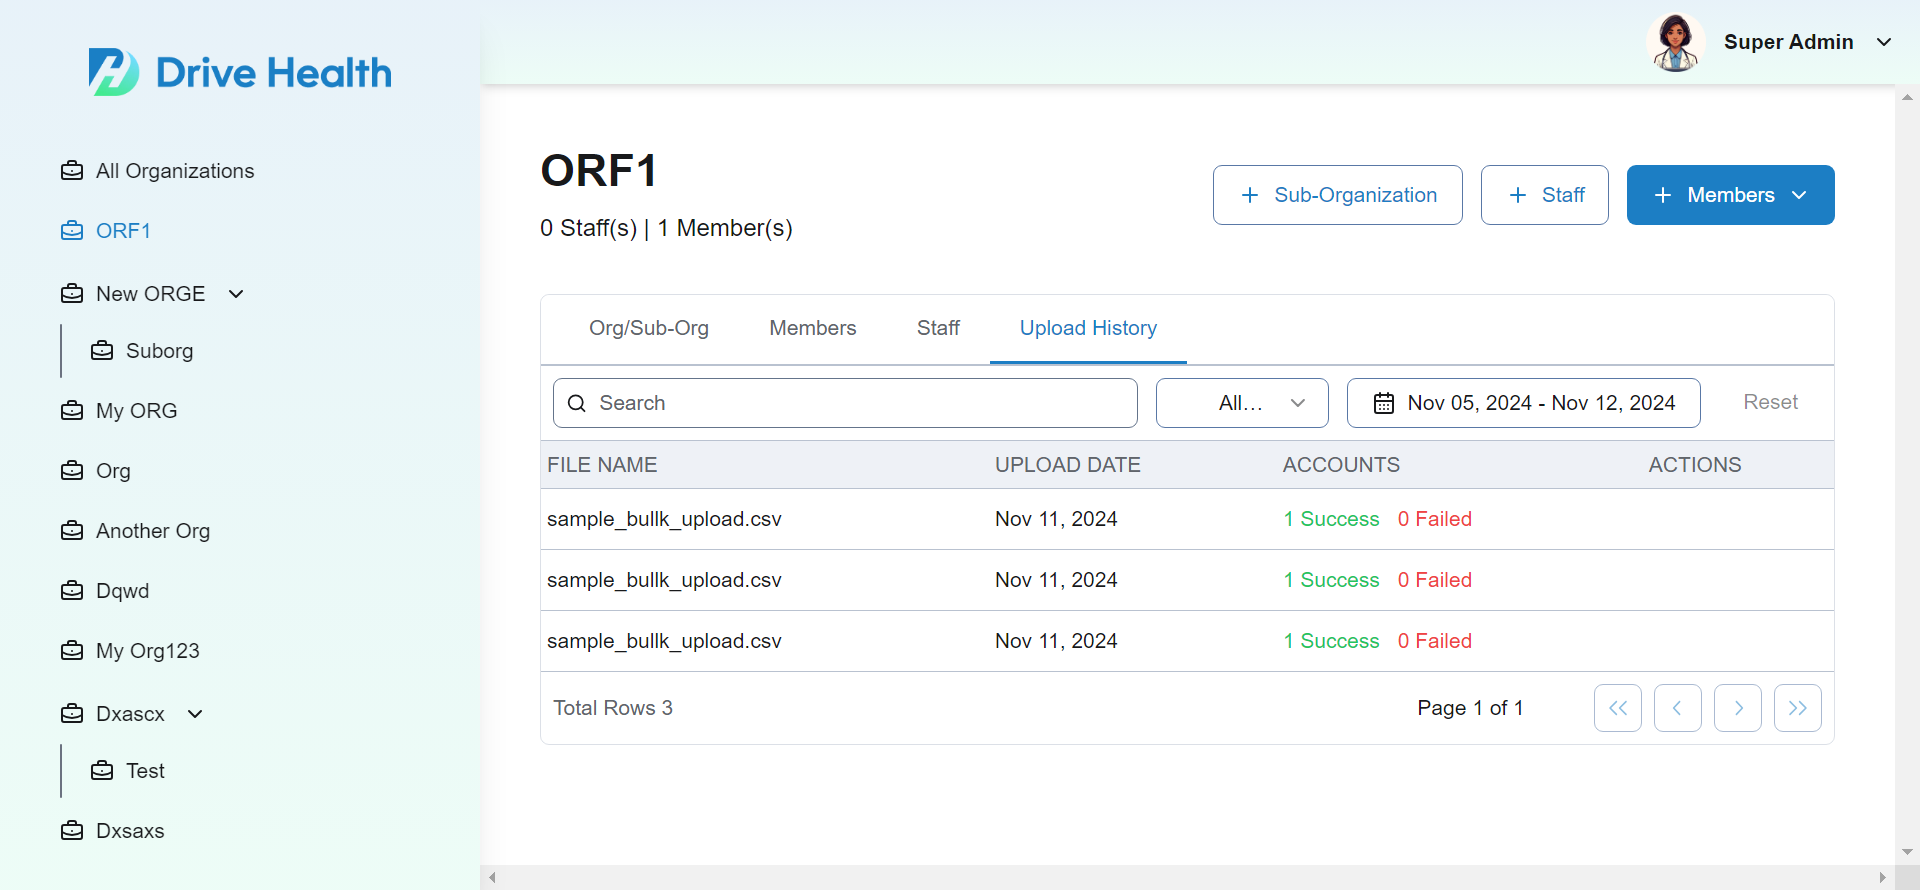 Drive Health
Super Admin
All Organizations
ORF1
New ORGE
Suborg
My ORG
Org
Another Org
Dqwd
My Org123
Dxascx
Test
Dxsaxs
ORF1
0 Staff(s) | 1 Member(s)
Sub-Organization
Staff
Members
Org/Sub-Org Members Staff Upload History
Search All... Nov 05, 2024 - Nov 12, 2024 Reset
FILE NAME UPLOAD DATE ACCOUNTS ACTIONS
sample_bullk_upload.csv Nov 11, 2024 1 Success 0 Failed
sample_bullk_upload.csv Nov 11, 2024 1 Success 0 Failed
sample_bullk_upload.csv Nov 11, 2024 1 Success 0 Failed
Total Rows 3 Page 1 of 1